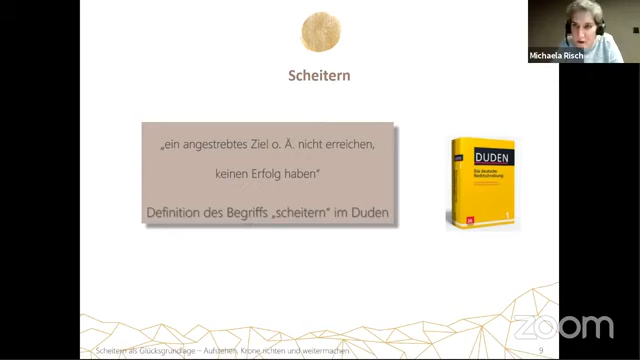 Michaela Risch
Scheitern
„ein angestrebtes Ziel o. Ä. nicht erreichen,
keinen Erfolg haben“
Definition des Begriffs „scheitern“ im Duden
DUDEN
Die deutsche
Rechtschreibung
1
zoom
Scheitern als Glücksgrundlage – Aufstehen, Krone richten und weitermachen
9